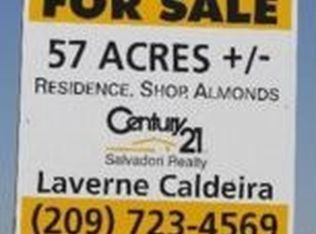 FOR SALE
57 ACRES +/-
RESIDENCE, SHOP, ALMONDS
Century 21
Salvadori Realty
Laverne Caldeira
(209) 723-4569